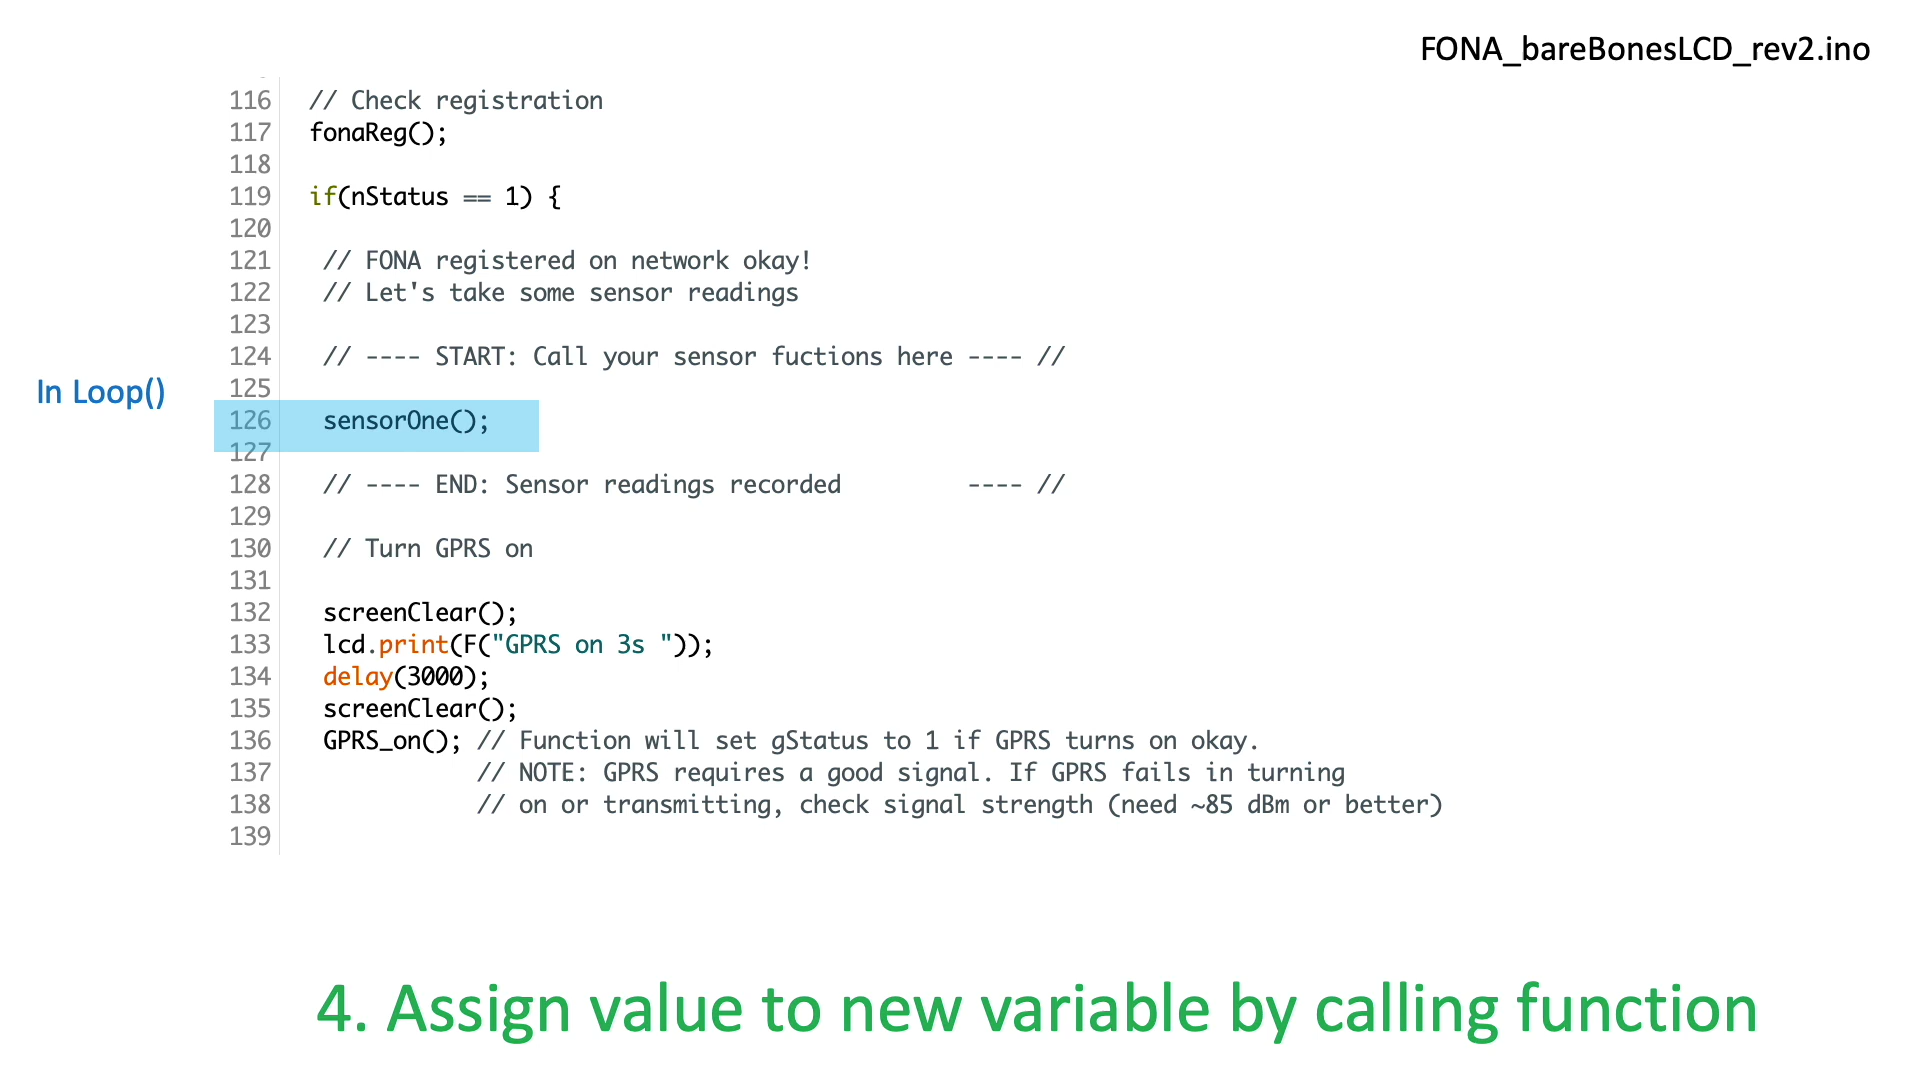 FONA_bareBonesLCD_rev2.ino
116 // Check registration
117 fonaReg();
118
119 if(nStatus == 1) {
120
121 // FONA registered on network okay!
122 // Let's take some sensor readings
123
124 // ---- START: Call your sensor fuctions here ---- //
In Loop()
125
126 sensorOne();
127
128 // ---- END: Sensor readings recorded         ---- //
129
130 // Turn GPRS on
131
132 screenClear();
133 lcd.print(F("GPRS on 3s "));
134 delay(3000);
135 screenClear();
136 GPRS_on(); // Function will set gStatus to 1 if GPRS turns on okay.
137 // NOTE: GPRS requires a good signal. If GPRS fails in turning
138 // on or transmitting, check signal strength (need ~85 dBm or better)
139
4. Assign value to new variable by calling function